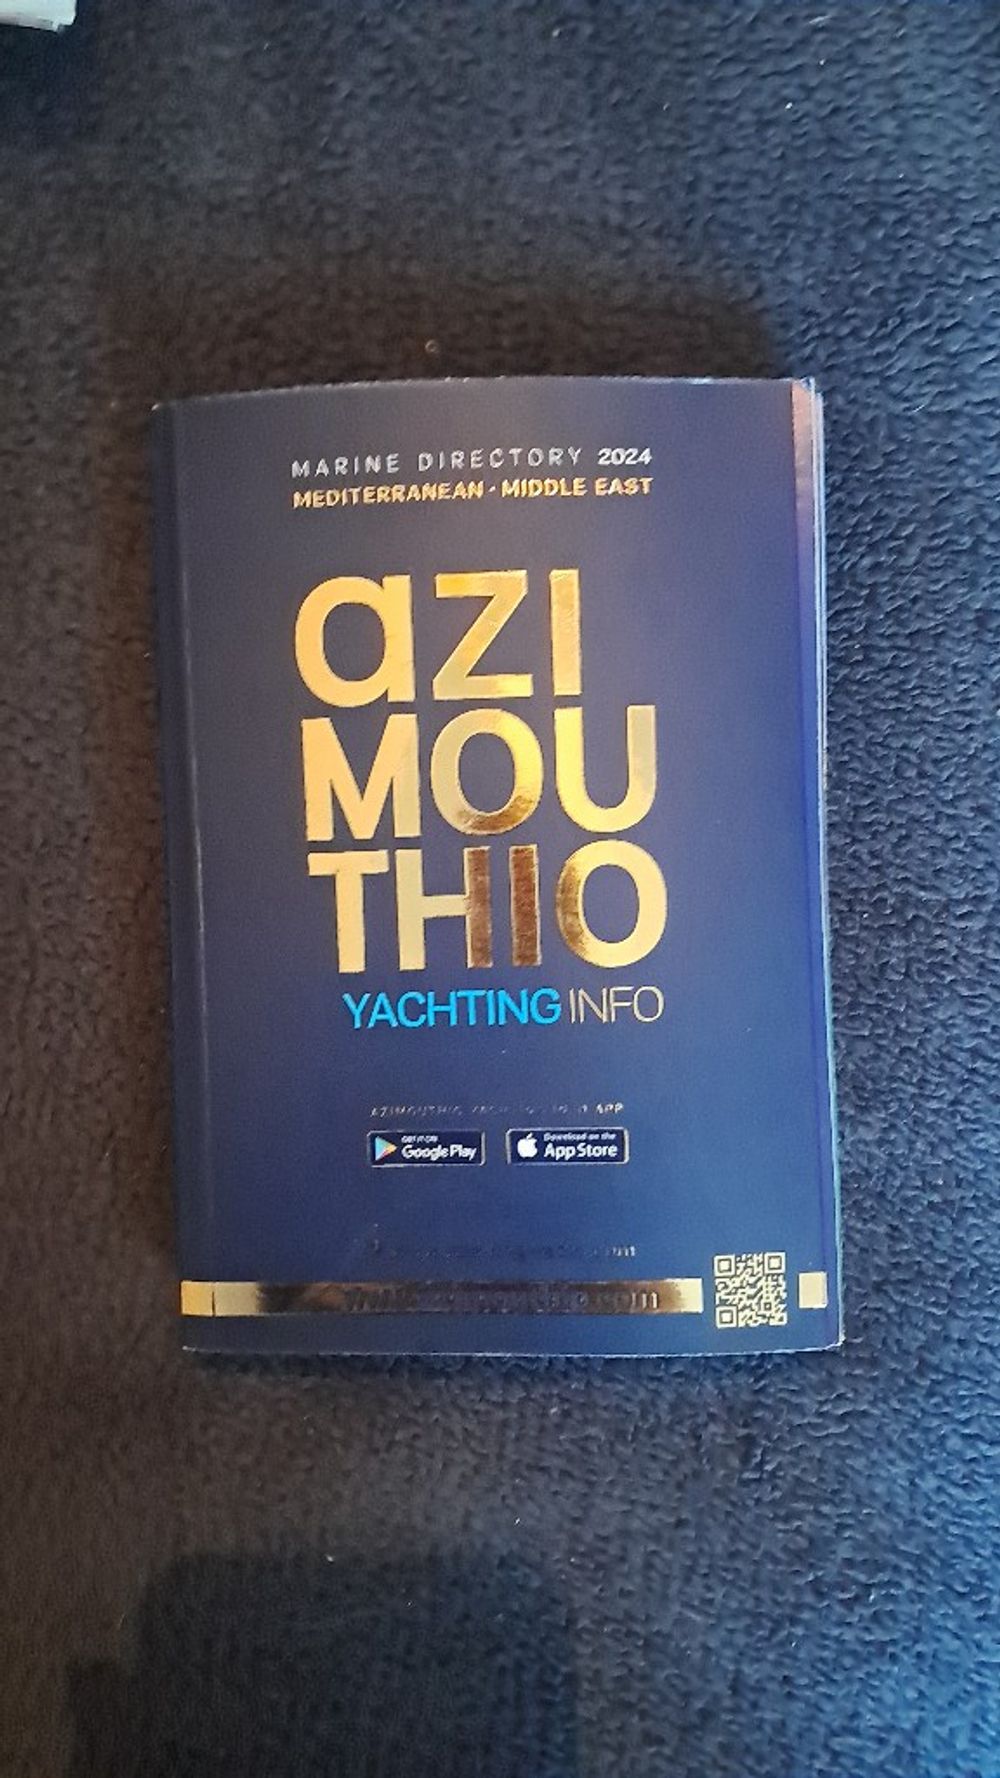 MARINE DIRECTORY 2024
MEDITERRANEAN · MIDDLE EAST
aZI
MOU
THIO
YACHTING INFO
APP
GET IT ON
Google Play
Download on the
App Store